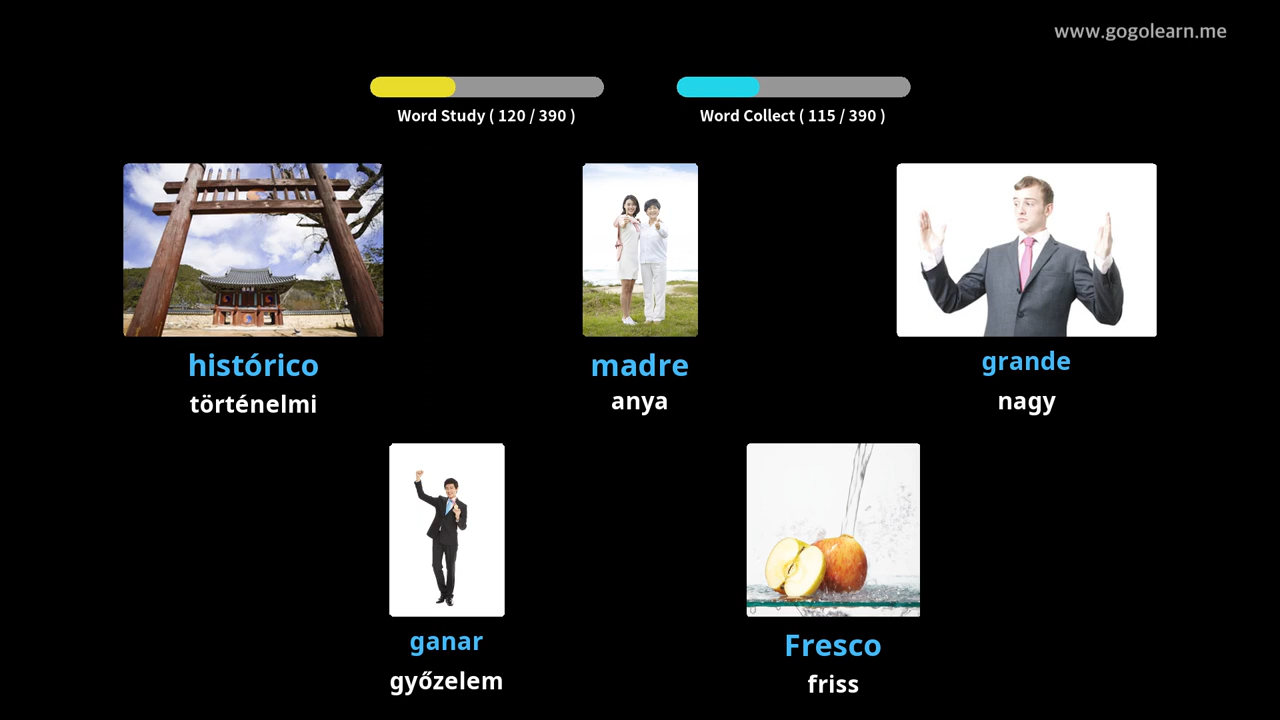 www.gogolearn.me
Word Study ( 120 / 390 )
Word Collect ( 115 / 390 )
histórico
történelmi
madre
anya
grande
nagy
ganar
győzelem
Fresco
friss